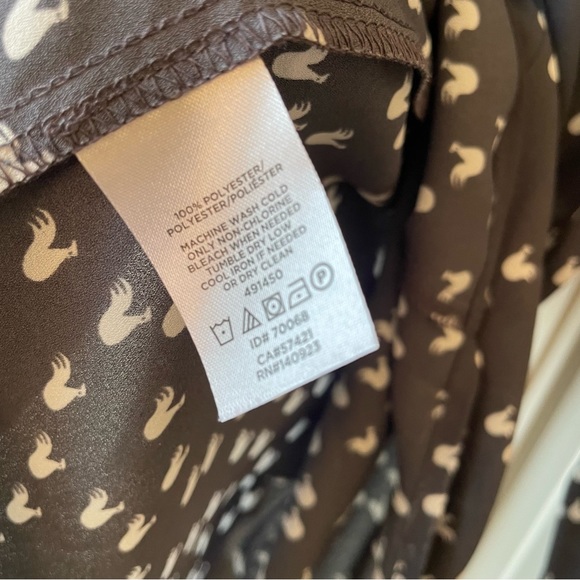 100% POLYESTER/
POLYESTER/POLIÉSTER
MACHINE WASH COLD
ONLY NON-CHLORINE
BLEACH WHEN NEEDED
TUMBLE DRY LOW
COOL IRON IF NEEDED
OR DRY CLEAN
491450
P
ID# 70068
CA#57421
RN#140923